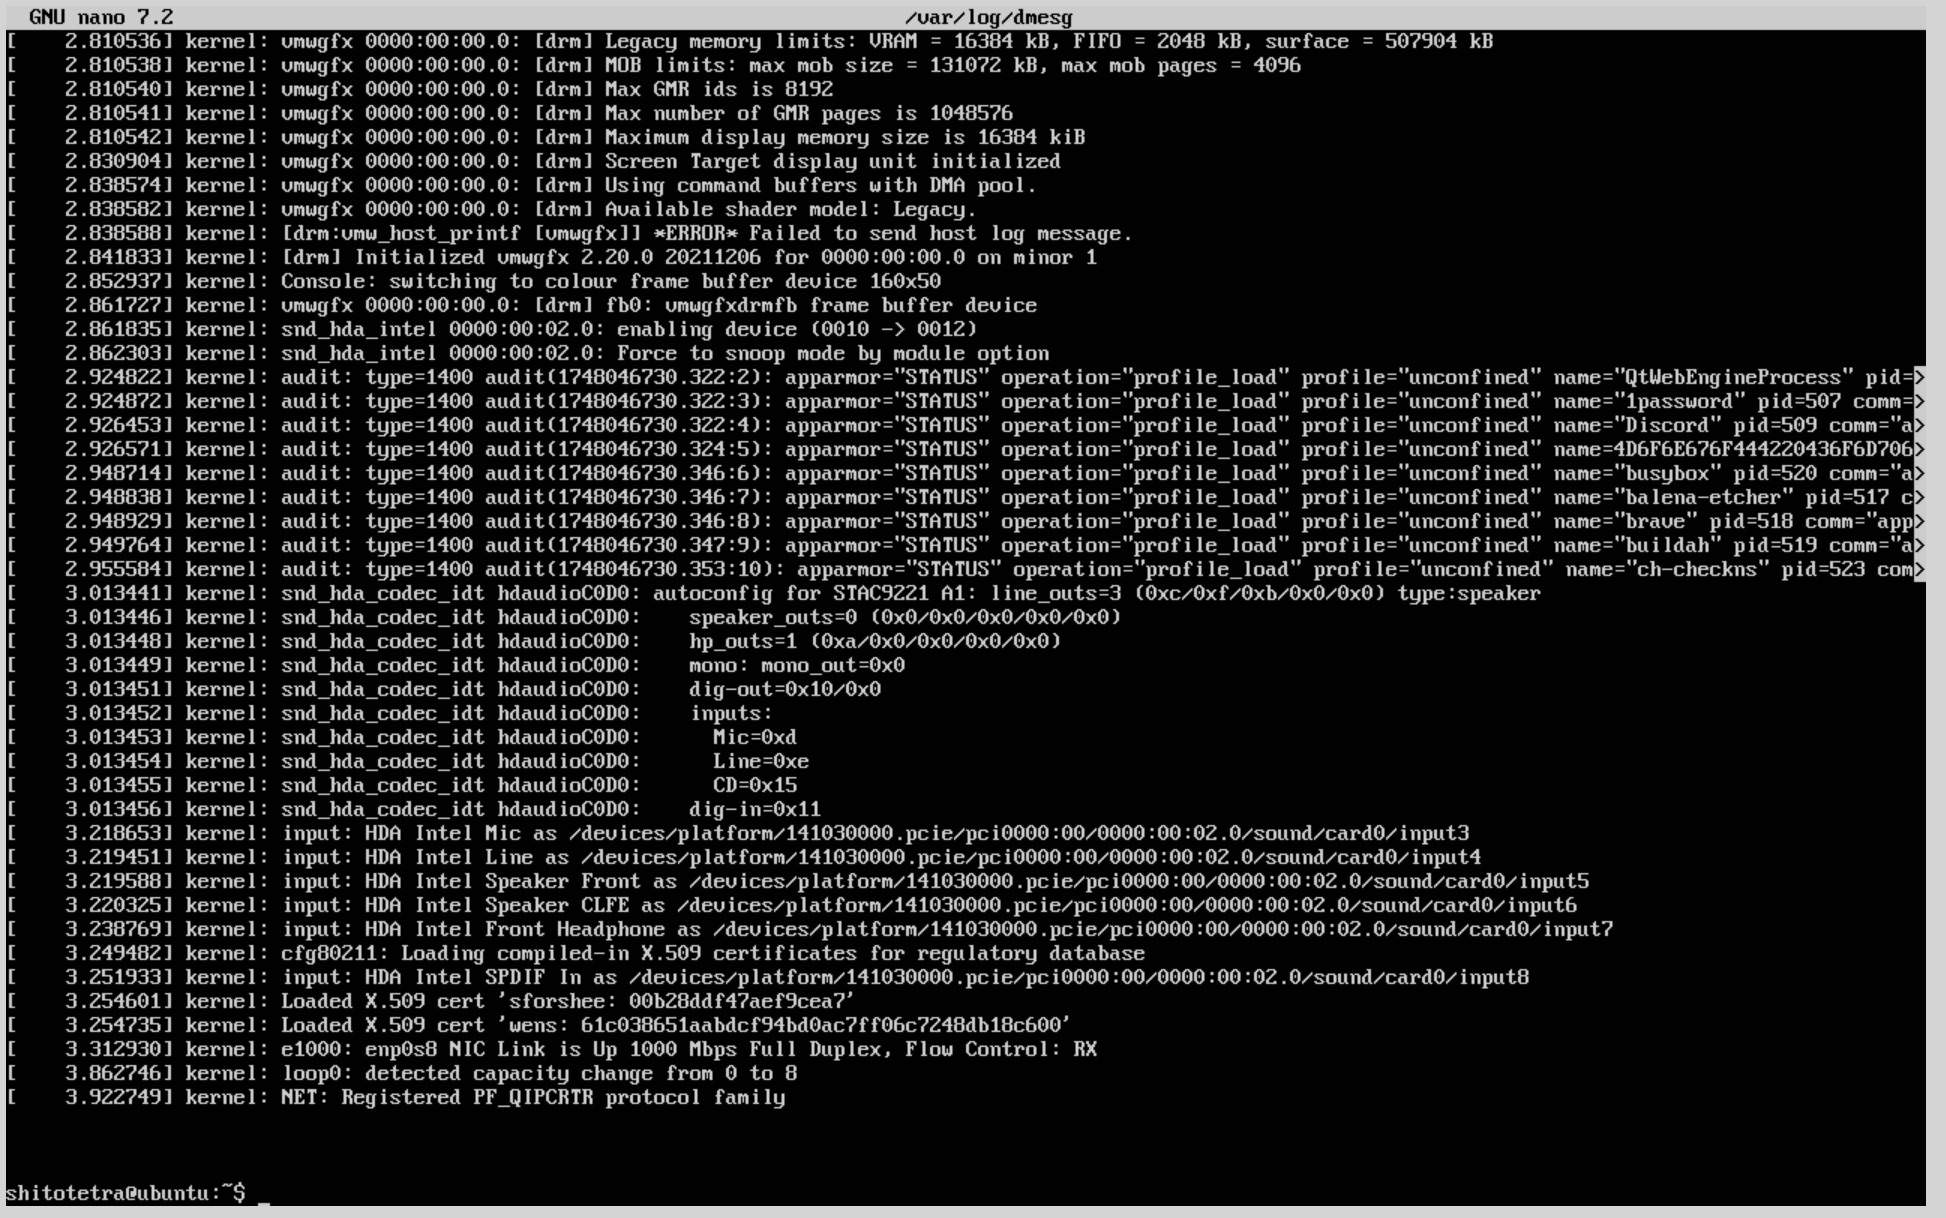 GNU nano 7.2 /var/log/dmesg
[    2.810536] kernel: vmwgfx 0000:00:00.0: [drm] Legacy memory limits: VRAM = 16384 kB, FIFO = 2048 kB, surface = 507904 kB
[    2.810538] kernel: vmwgfx 0000:00:00.0: [drm] MOB limits: max mob size = 131072 kB, max mob pages = 4096
[    2.810540] kernel: vmwgfx 0000:00:00.0: [drm] Max GMR ids is 8192
[    2.810541] kernel: vmwgfx 0000:00:00.0: [drm] Max number of GMR pages is 1048576
[    2.810542] kernel: vmwgfx 0000:00:00.0: [drm] Maximum display memory size is 16384 kiB
[    2.830904] kernel: vmwgfx 0000:00:00.0: [drm] Screen Target display unit initialized
[    2.838574] kernel: vmwgfx 0000:00:00.0: [drm] Using command buffers with DMA pool.
[    2.838582] kernel: vmwgfx 0000:00:00.0: [drm] Available shader model: Legacy.
[    2.838588] kernel: [drm:vmw_host_printf [vmwgfx]] *ERROR* Failed to send host log message.
[    2.841833] kernel: [drm] Initialized vmwgfx 2.20.0 20211206 for 0000:00:00.0 on minor 1
[    2.852937] kernel: Console: switching to colour frame buffer device 160x50
[    2.861727] kernel: vmwgfx 0000:00:00.0: [drm] fb0: vmwgfxdrmfb frame buffer device
[    2.861835] kernel: snd_hda_intel 0000:00:02.0: enabling device (0010 -> 0012)
[    2.862303] kernel: snd_hda_intel 0000:00:02.0: Force to snoop mode by module option
[    2.924822] kernel: audit: type=1400 audit(1748046730.322:2): apparmor="STATUS" operation="profile_load" profile="unconfined" name="QtWebEngineProcess" pid=>
[    2.924872] kernel: audit: type=1400 audit(1748046730.322:3): apparmor="STATUS" operation="profile_load" profile="unconfined" name="1password" pid=507 comm=>
[    2.926453] kernel: audit: type=1400 audit(1748046730.322:4): apparmor="STATUS" operation="profile_load" profile="unconfined" name="Discord" pid=509 comm="a>
[    2.926571] kernel: audit: type=1400 audit(1748046730.324:5): apparmor="STATUS" operation="profile_load" profile="unconfined" name=4D6F6E676F444220436F6D706>
[    2.948714] kernel: audit: type=1400 audit(1748046730.346:6): apparmor="STATUS" operation="profile_load" profile="unconfined" name="busybox" pid=520 comm="a>
[    2.948838] kernel: audit: type=1400 audit(1748046730.346:7): apparmor="STATUS" operation="profile_load" profile="unconfined" name="balena-etcher" pid=517 c>
[    2.948929] kernel: audit: type=1400 audit(1748046730.346:8): apparmor="STATUS" operation="profile_load" profile="unconfined" name="brave" pid=518 comm="app>
[    2.949764] kernel: audit: type=1400 audit(1748046730.347:9): apparmor="STATUS" operation="profile_load" profile="unconfined" name="buildah" pid=519 comm="a>
[    2.955584] kernel: audit: type=1400 audit(1748046730.353:10): apparmor="STATUS" operation="profile_load" profile="unconfined" name="ch-checkns" pid=523 com>
[    3.013441] kernel: snd_hda_codec_idt hdaudioC0D0: autoconfig for STAC9221 A1: line_outs=3 (0xc/0xf/0xb/0x0/0x0) type:speaker
[    3.013446] kernel: snd_hda_codec_idt hdaudioC0D0:    speaker_outs=0 (0x0/0x0/0x0/0x0/0x0)
[    3.013448] kernel: snd_hda_codec_idt hdaudioC0D0:    hp_outs=1 (0xa/0x0/0x0/0x0/0x0)
[    3.013449] kernel: snd_hda_codec_idt hdaudioC0D0:    mono: mono_out=0x0
[    3.013451] kernel: snd_hda_codec_idt hdaudioC0D0:    dig-out=0x10/0x0
[    3.013452] kernel: snd_hda_codec_idt hdaudioC0D0:    inputs:
[    3.013453] kernel: snd_hda_codec_idt hdaudioC0D0:      Mic=0xd
[    3.013454] kernel: snd_hda_codec_idt hdaudioC0D0:      Line=0xe
[    3.013455] kernel: snd_hda_codec_idt hdaudioC0D0:      CD=0x15
[    3.013456] kernel: snd_hda_codec_idt hdaudioC0D0:    dig-in=0x11
[    3.218653] kernel: input: HDA Intel Mic as /devices/platform/141030000.pcie/pci0000:00/0000:00:02.0/sound/card0/input3
[    3.219451] kernel: input: HDA Intel Line as /devices/platform/141030000.pcie/pci0000:00/0000:00:02.0/sound/card0/input4
[    3.219588] kernel: input: HDA Intel Speaker Front as /devices/platform/141030000.pcie/pci0000:00/0000:00:02.0/sound/card0/input5
[    3.220325] kernel: input: HDA Intel Speaker CLFE as /devices/platform/141030000.pcie/pci0000:00/0000:00:02.0/sound/card0/input6
[    3.238769] kernel: input: HDA Intel Front Headphone as /devices/platform/141030000.pcie/pci0000:00/0000:00:02.0/sound/card0/input7
[    3.249482] kernel: cfg80211: Loading compiled-in X.509 certificates for regulatory database
[    3.251933] kernel: input: HDA Intel SPDIF In as /devices/platform/141030000.pcie/pci0000:00/0000:00:02.0/sound/card0/input8
[    3.254601] kernel: Loaded X.509 cert 'sforshee: 00b28ddf47aef9cea7'
[    3.254735] kernel: Loaded X.509 cert 'wens: 61c038651aabdcf94bd0ac7ff06c7248db18c600'
[    3.312930] kernel: e1000: enp0s8 NIC Link is Up 1000 Mbps Full Duplex, Flow Control: RX
[    3.862746] kernel: loop0: detected capacity change from 0 to 8
[    3.922749] kernel: NET: Registered PF_QIPCRTR protocol family
shitotetra@ubuntu:~$ _